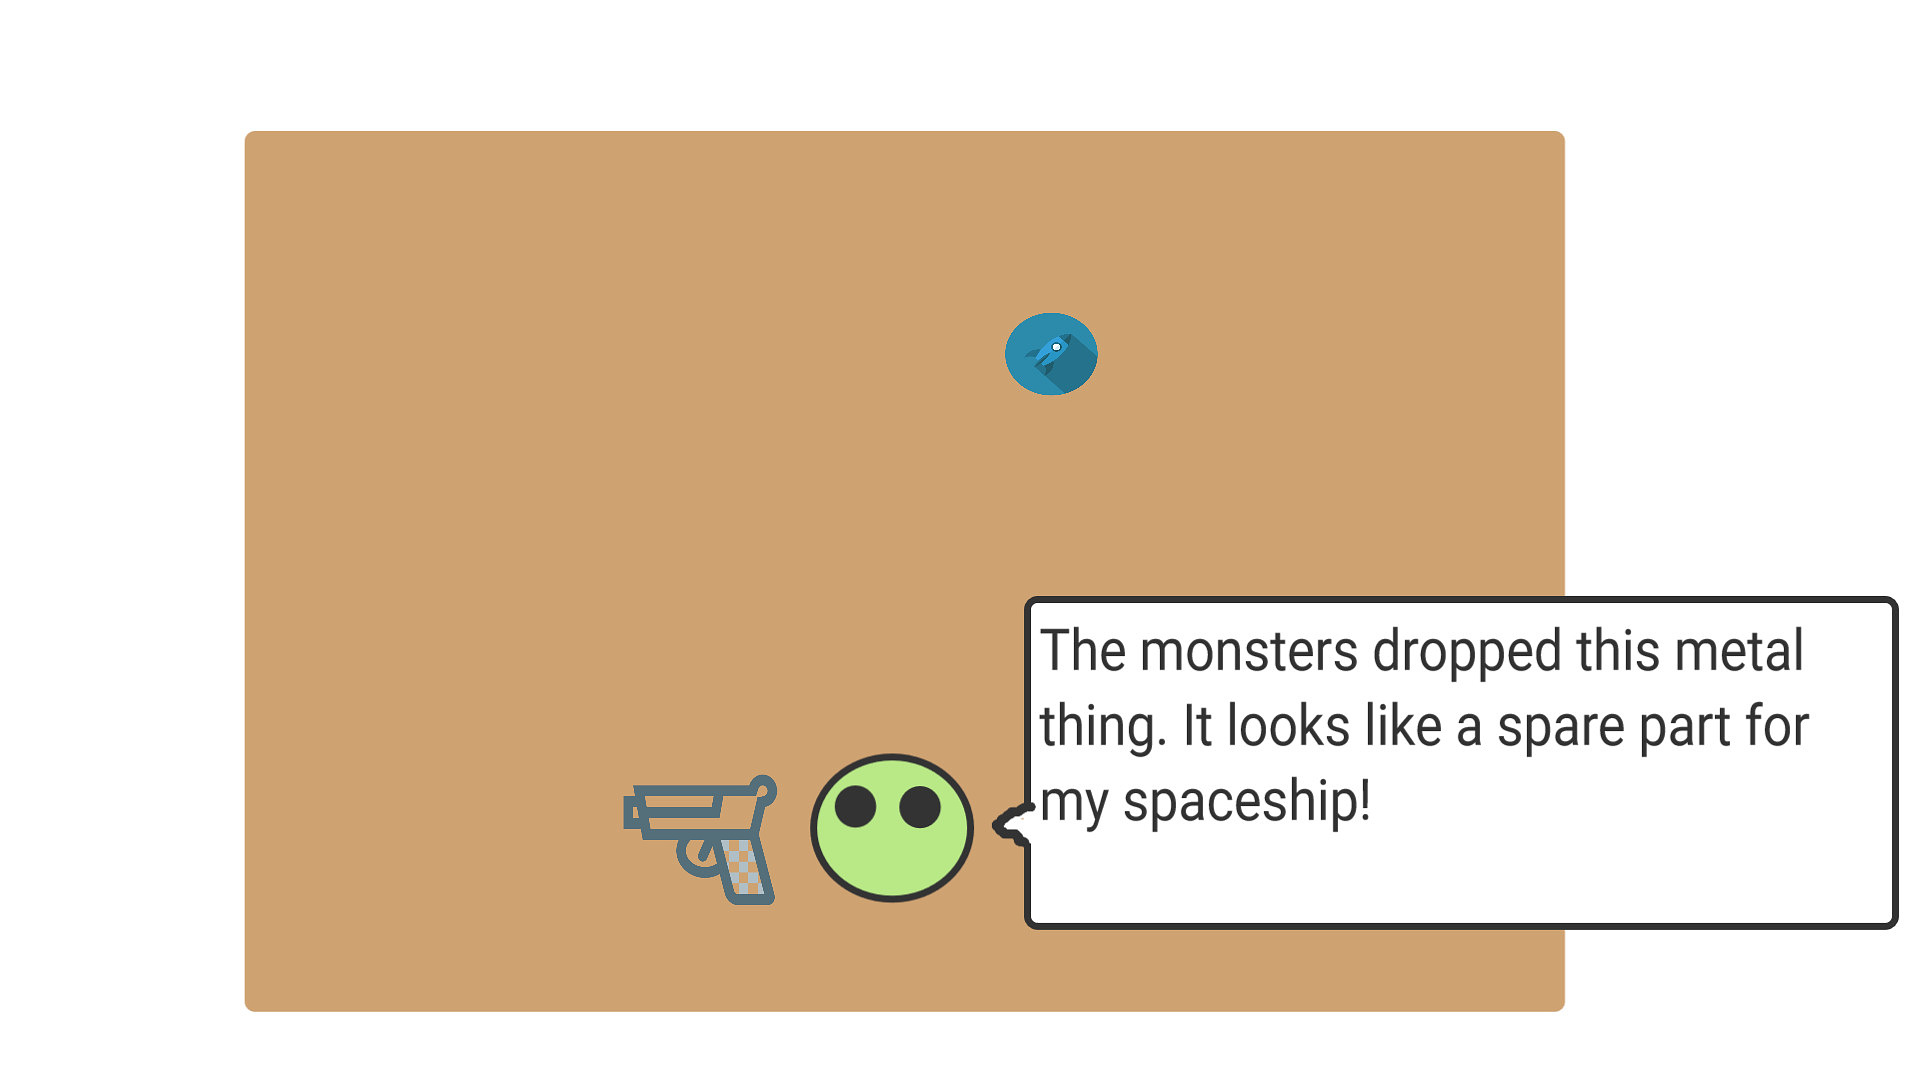 The monsters dropped this metal
thing. It looks like a spare part for
my spaceship!